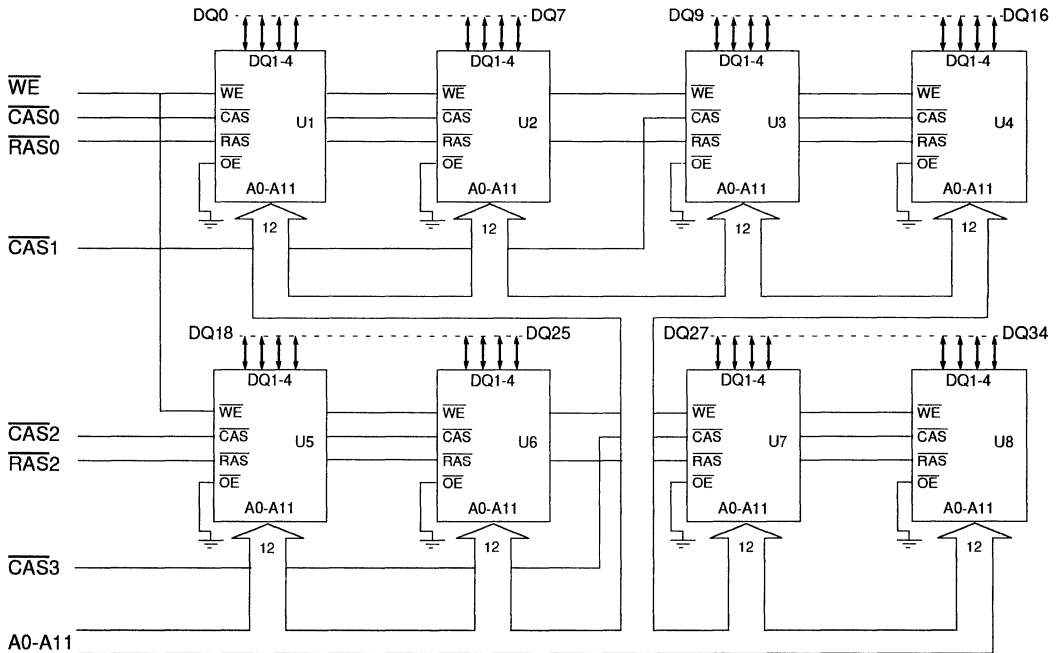 DQ0 DQ7 DQ9 DQ16
DQ1-4 DQ1-4 DQ1-4 DQ1-4
WE WE WE WE WE
CAS0 CAS CAS CAS CAS
U1 U2 U3 U4
RAS0 RAS RAS RAS RAS
OE OE OE OE
A0-A11 A0-A11 A0-A11 A0-A11
12 12 12 12
CAS1
DQ18 DQ25 DQ27 DQ34
DQ1-4 DQ1-4 DQ1-4 DQ1-4
WE WE WE WE
CAS2 CAS CAS CAS CAS
U5 U6 U7 U8
RAS2 RAS RAS RAS RAS
OE OE OE OE
A0-A11 A0-A11 A0-A11 A0-A11
12 12 12 12
CAS3
A0-A11